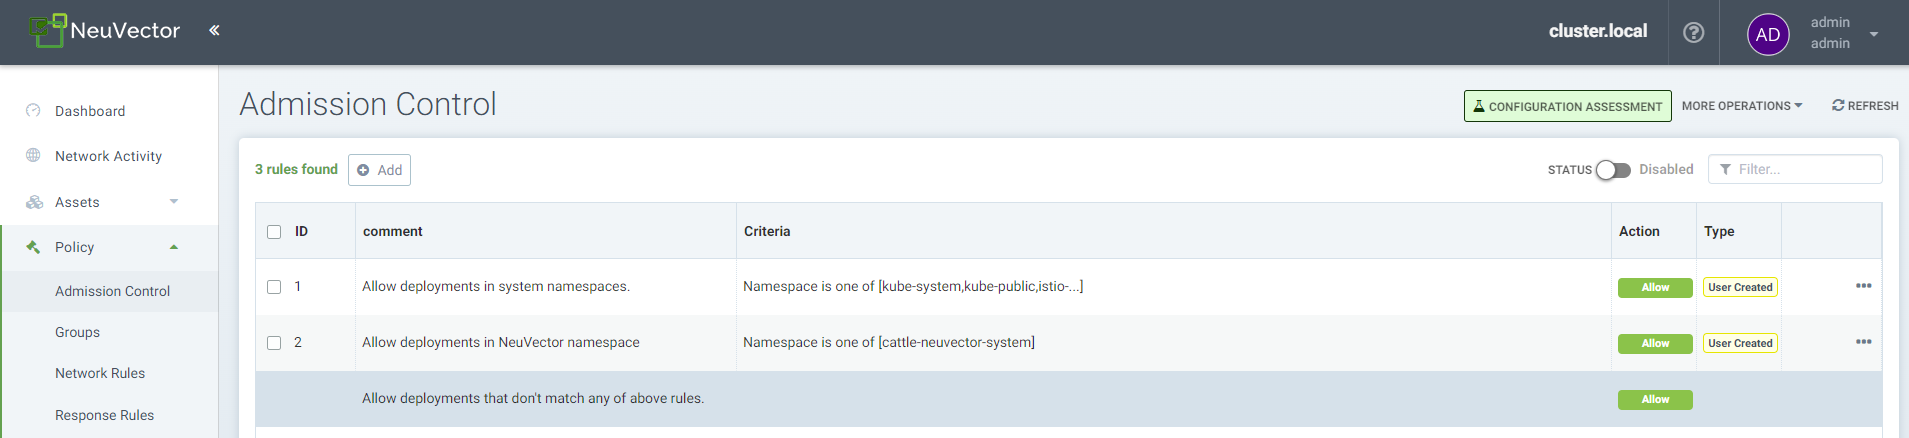 NeuVector «
cluster.local ? AD admin
admin
Dashboard
Network Activity
Assets
Policy
Admission Control
Groups
Network Rules
Response Rules
Admission Control
CONFIGURATION ASSESSMENT MORE OPERATIONS REFRESH
3 rules found Add STATUS Disabled Filter...
ID comment Criteria Action Type
1 Allow deployments in system namespaces. Namespace is one of [kube-system,kube-public,istio-...] Allow User Created
2 Allow deployments in NeuVector namespace Namespace is one of [cattle-neuvector-system] Allow User Created
Allow deployments that don't match any of above rules. Allow